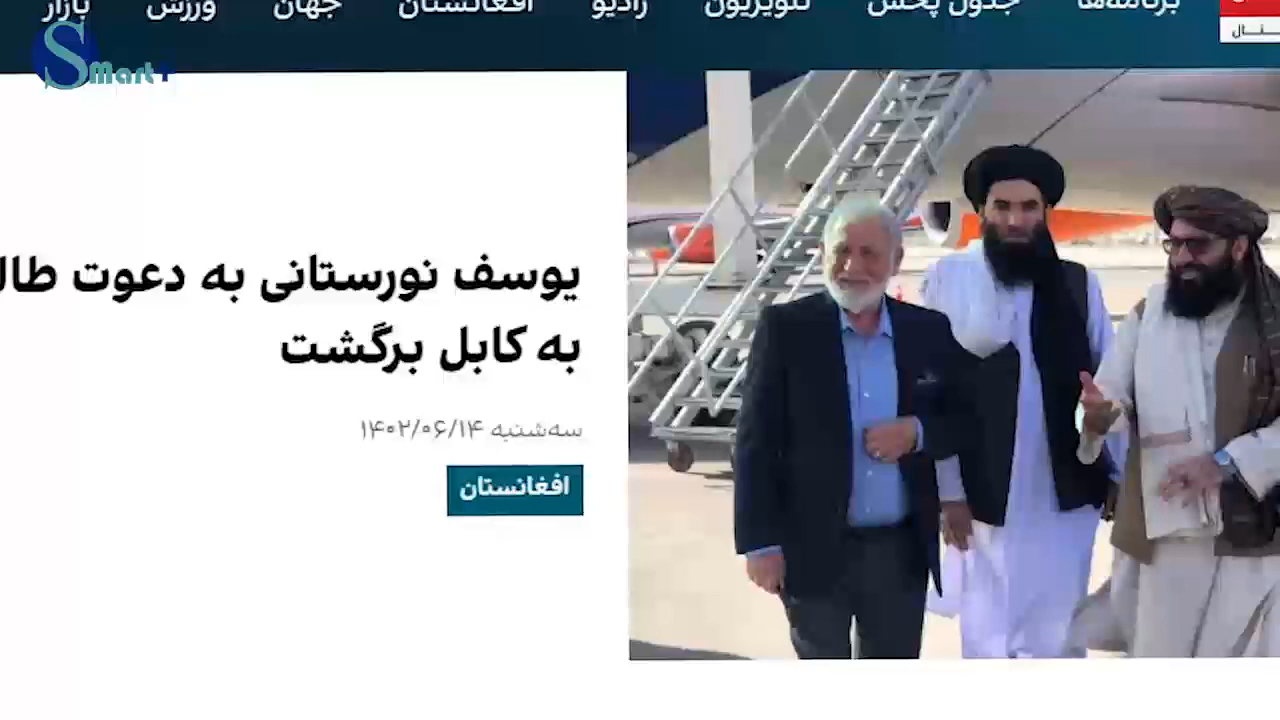 برنامه‌ها جدول پخش تلویزیون رادیو افغانستان جهان ورزش بازار
Smart+
یوسف نورستانی به دعوت
به کابل برگشت
سه‌شنبه ۱۴۰۲/۰۶/۱۴
افغانستان